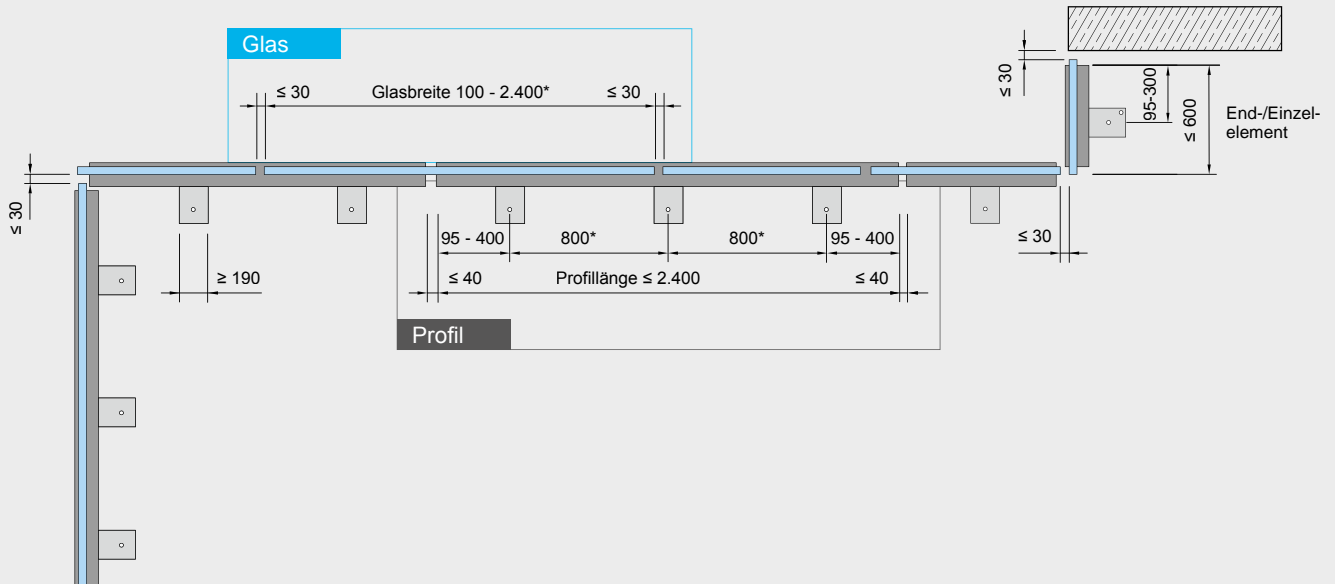 Glas
≤ 30
Glasbreite 100 - 2.400*
≤ 30
≤ 30
95-300
≤ 600
End-/Einzel-
element
≤ 30
95 - 400
800*
800*
95 - 400
≤ 30
≥ 190
≤ 40
Profillänge ≤ 2.400
≤ 40
Profil